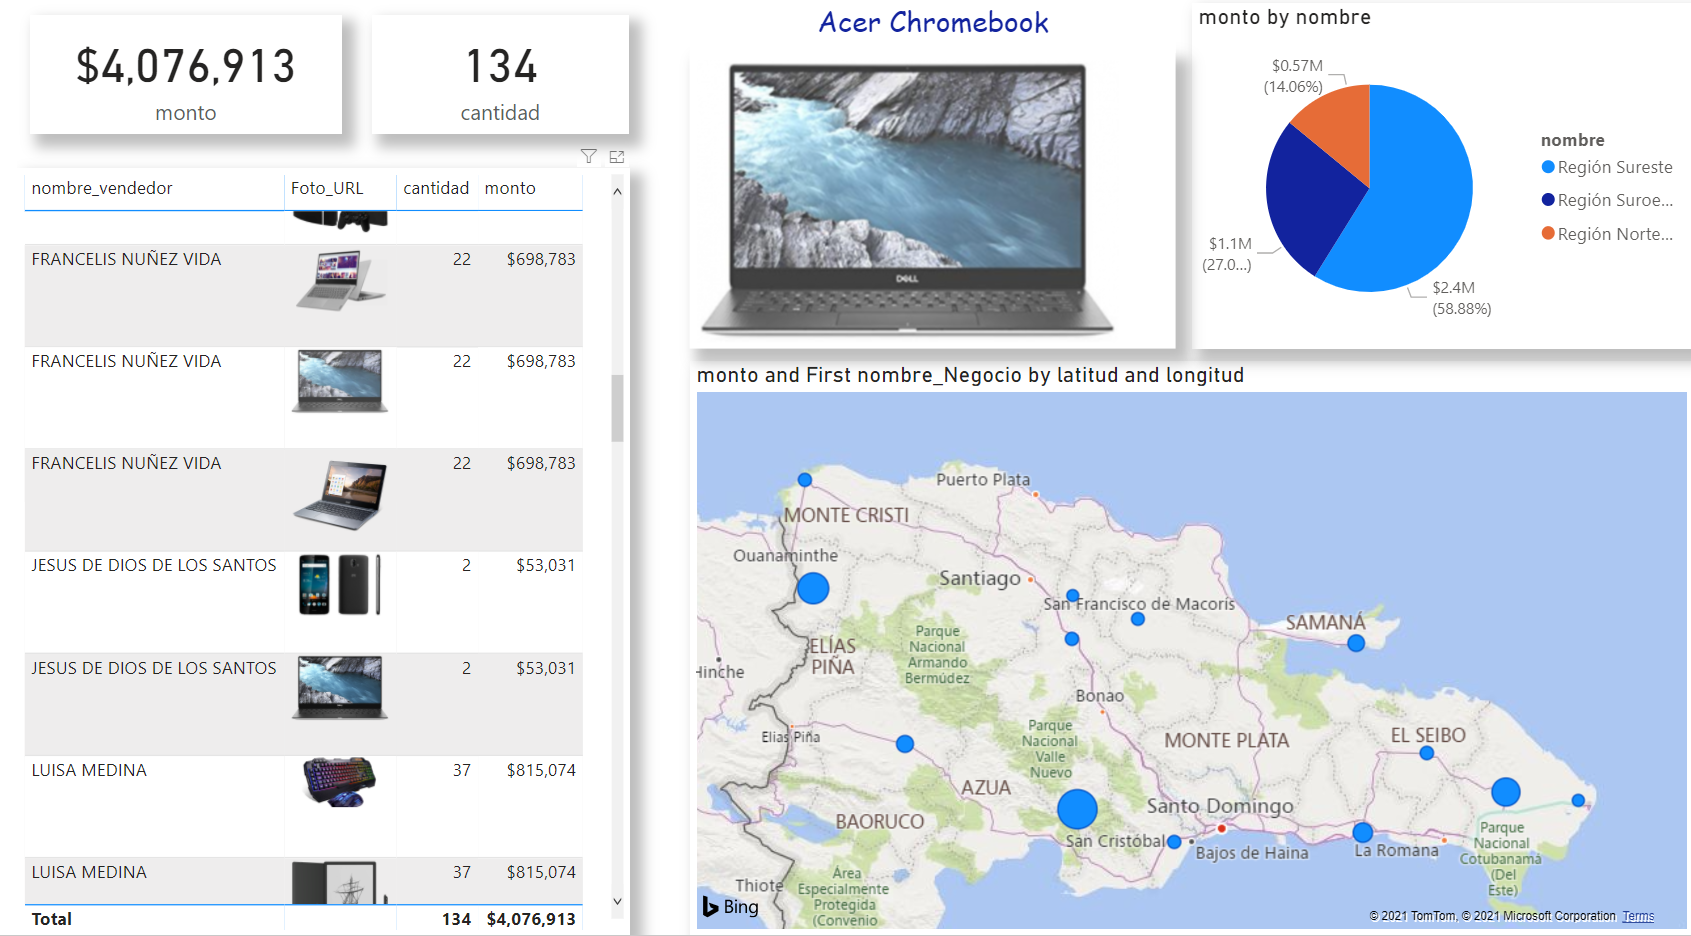 $4,076,913
monto
134
cantidad
nombre_vendedor Foto_URL cantidad monto
FRANCELIS NUÑEZ VIDA 22 $698,783
FRANCELIS NUÑEZ VIDA 22 $698,783
FRANCELIS NUÑEZ VIDA 22 $698,783
JESUS DE DIOS DE LOS SANTOS 2 $53,031
JESUS DE DIOS DE LOS SANTOS 2 $53,031
LUISA MEDINA 37 $815,074
LUISA MEDINA 37 $815,074
Total 134 $4,076,913
Acer Chromebook
DELL
monto by nombre
$0.57M
(14.06%)
$1.1M
(27.0...)
$2.4M
(58.88%)
nombre
Región Sureste
Región Suroe...
Región Norte...
monto and First nombre_Negocio by latitud and longitud
Puerto Plata
MONTE CRISTI
Ouanaminthe
Santiago
San Francisco de Macorís
SAMANÁ
Parque
Nacional
Armando
Bermúdez
ELÍAS
PIÑA
Hinche
Bonao
Elias Piña
Parque
Nacional
Valle
Nuevo
MONTE PLATA
EL SEIBO
AZUA
Santo Domingo
BAORUCO
San Cristóbal
Bajos de Haina
La Romana
Parque
Nacional
Cotubanamá
(Del
Este)
Thiote
Área
Especialmente
Protegida
(Convenio
Bing
© 2021 TomTom, © 2021 Microsoft Corporation Terms